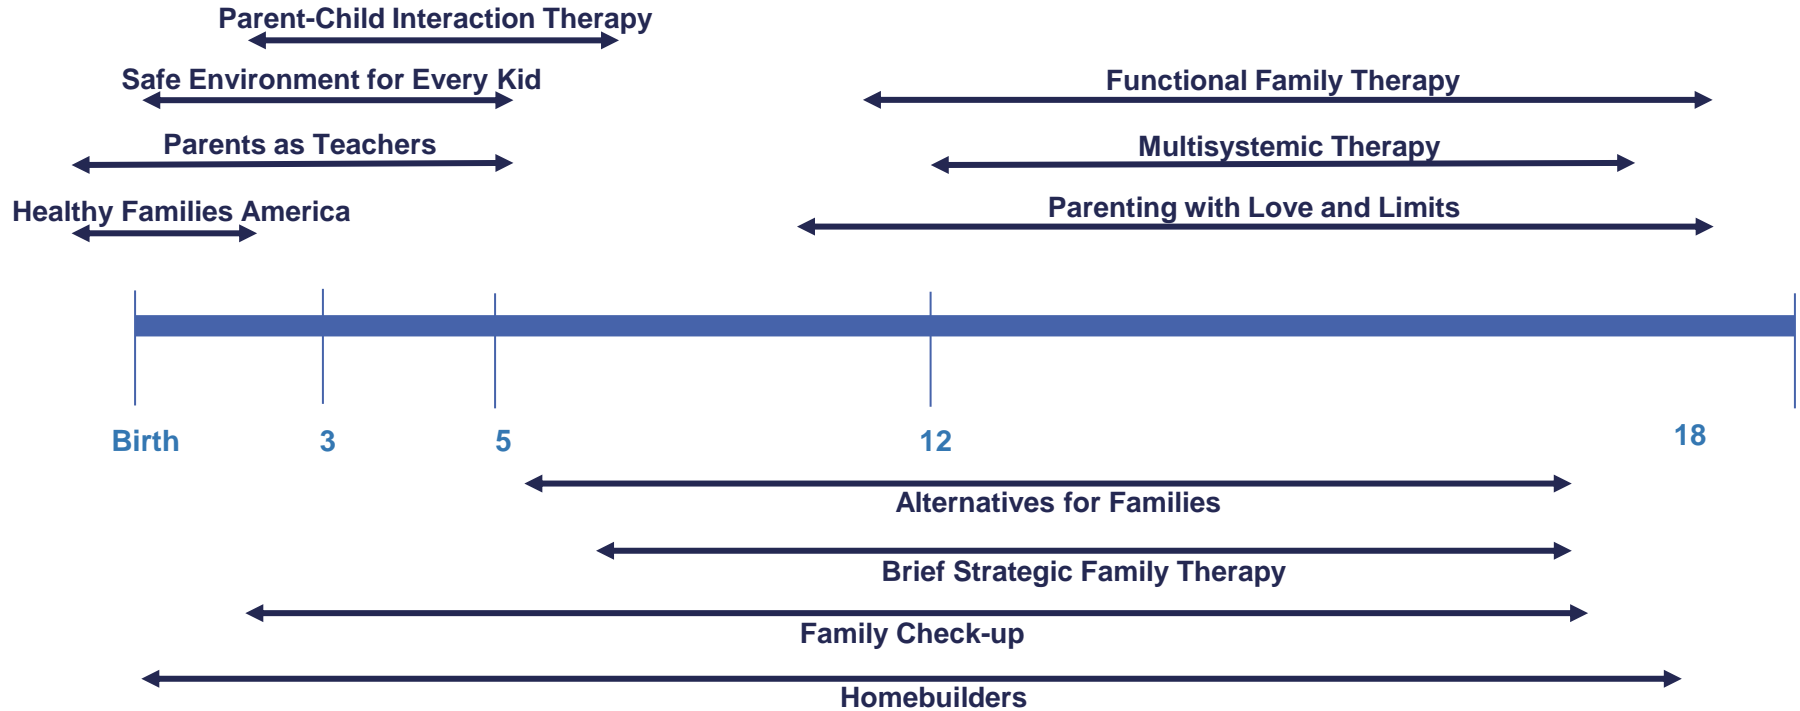 Parent-Child Interaction Therapy
Safe Environment for Every Kid
Functional Family Therapy
Parents as Teachers
Multisystemic Therapy
Healthy Families America
Parenting with Love and Limits
Birth
3
5
12
18
Alternatives for Families
Brief Strategic Family Therapy
Family Check-up
Homebuilders